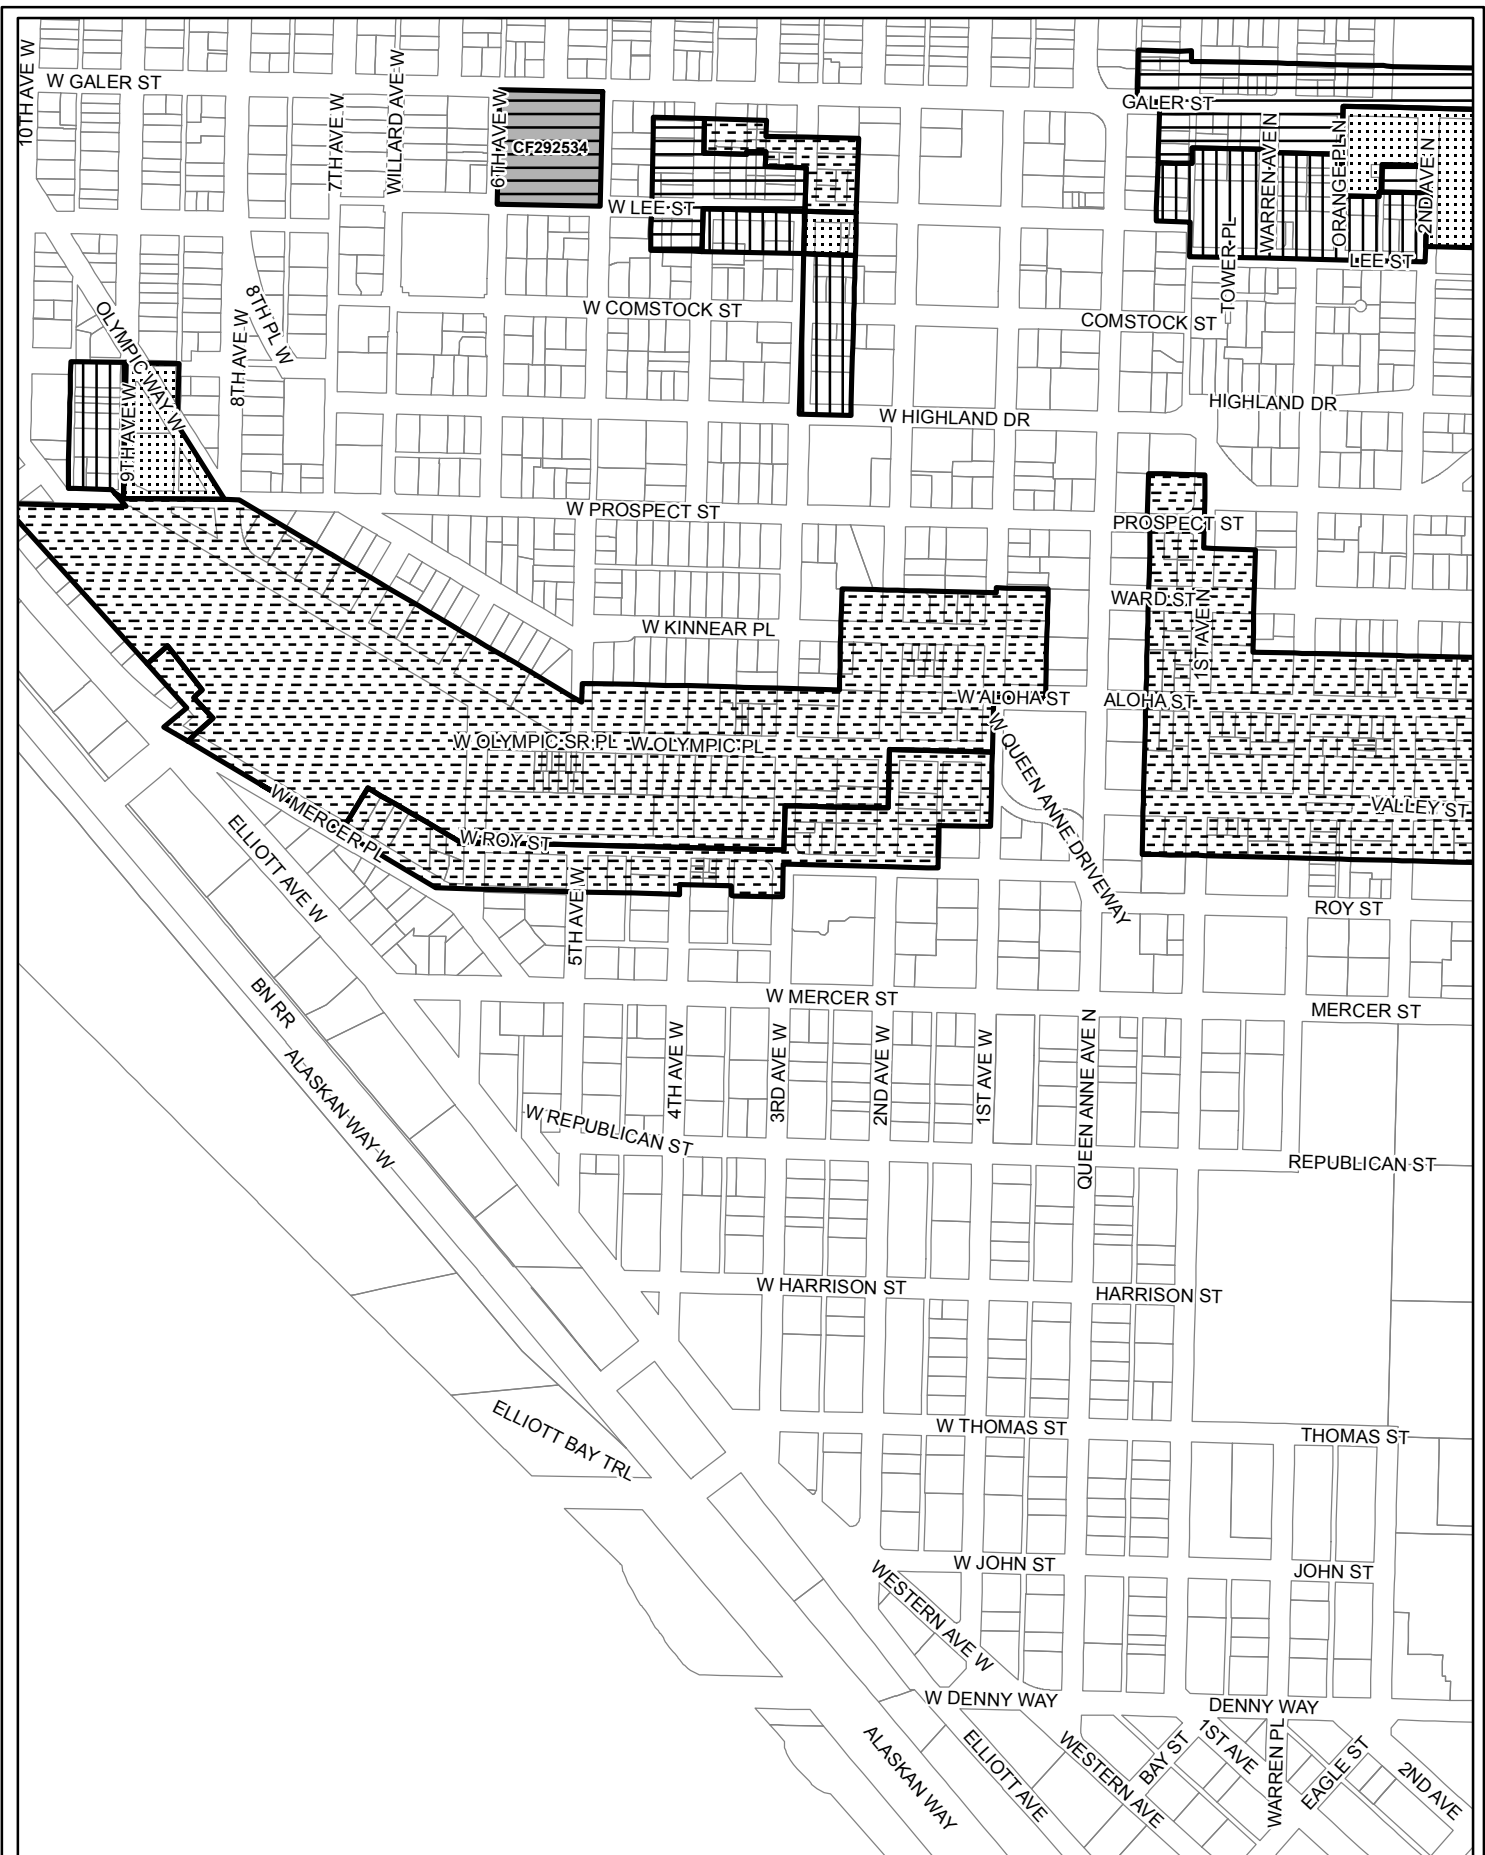 10TH AVE W
W GALER ST
7TH AVE W
WILLARD AVE W
6TH AVE W
CF292534
GALER ST
WARREN AVE N
ORANGE PL N
2ND AVE N
W LEE ST
TOWER PL
LEE ST
8TH PL W
8TH AVE W
OLYMPIC WAY W
9TH AVE W
W COMSTOCK ST
COMSTOCK ST
W HIGHLAND DR
HIGHLAND DR
W PROSPECT ST
PROSPECT ST
WARD ST
1ST AVE N
W KINNEAR PL
W ALOHA ST
ALOHA ST
W OLYMPIC SR PL
W OLYMPIC PL
W QUEEN ANNE DRIVEWAY
VALLEY ST
W MERCER PL
W ROY ST
ELLIOTT AVE W
5TH AVE W
ROY ST
BN RR
ALASKAN WAY W
W MERCER ST
MERCER ST
4TH AVE W
3RD AVE W
2ND AVE W
1ST AVE W
QUEEN ANNE AVE N
W REPUBLICAN ST
REPUBLICAN ST
W HARRISON ST
HARRISON ST
ELLIOTT BAY TRL
W THOMAS ST
THOMAS ST
W JOHN ST
JOHN ST
WESTERN AVE W
W DENNY WAY
DENNY WAY
ALASKAN WAY
ELLIOTT AVE
WESTERN AVE
BAY ST
1ST AVE
WARREN PL
EAGLE ST
2ND AVE